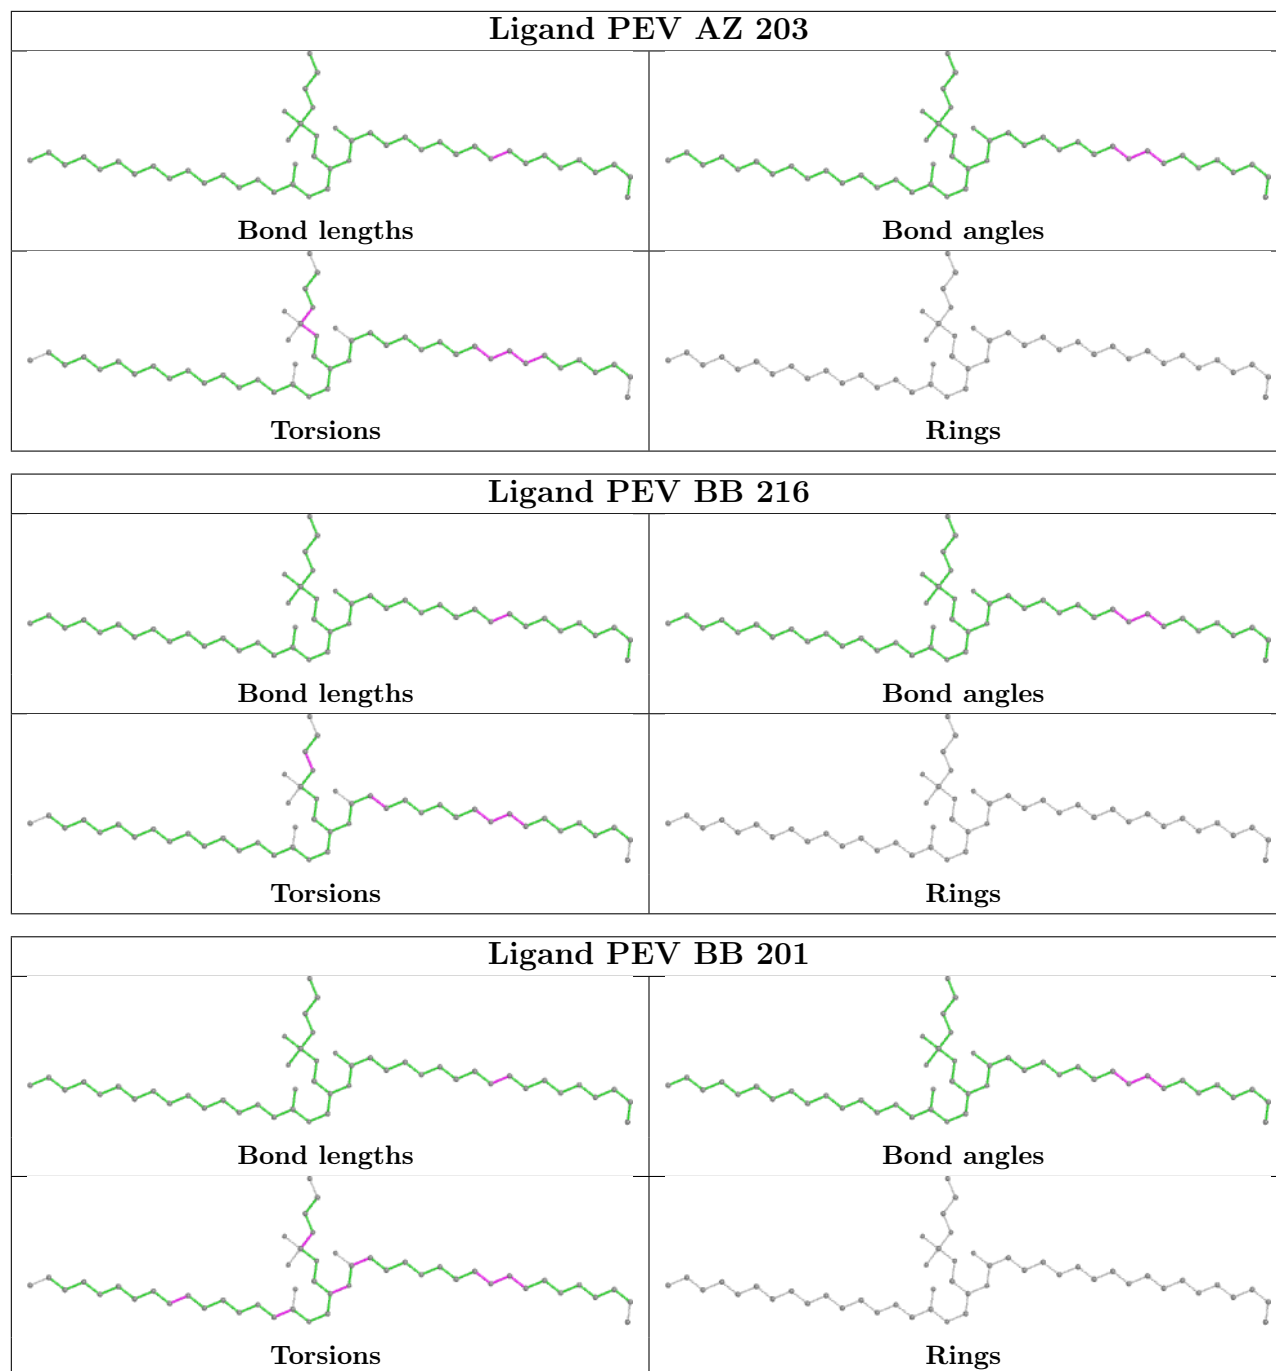 Ligand PEV AZ 203
Bond lengths
Bond angles
Torsions
Rings
Ligand PEV BB 216
Bond lengths
Bond angles
Torsions
Rings
Ligand PEV BB 201
Bond lengths
Bond angles
Torsions
Rings